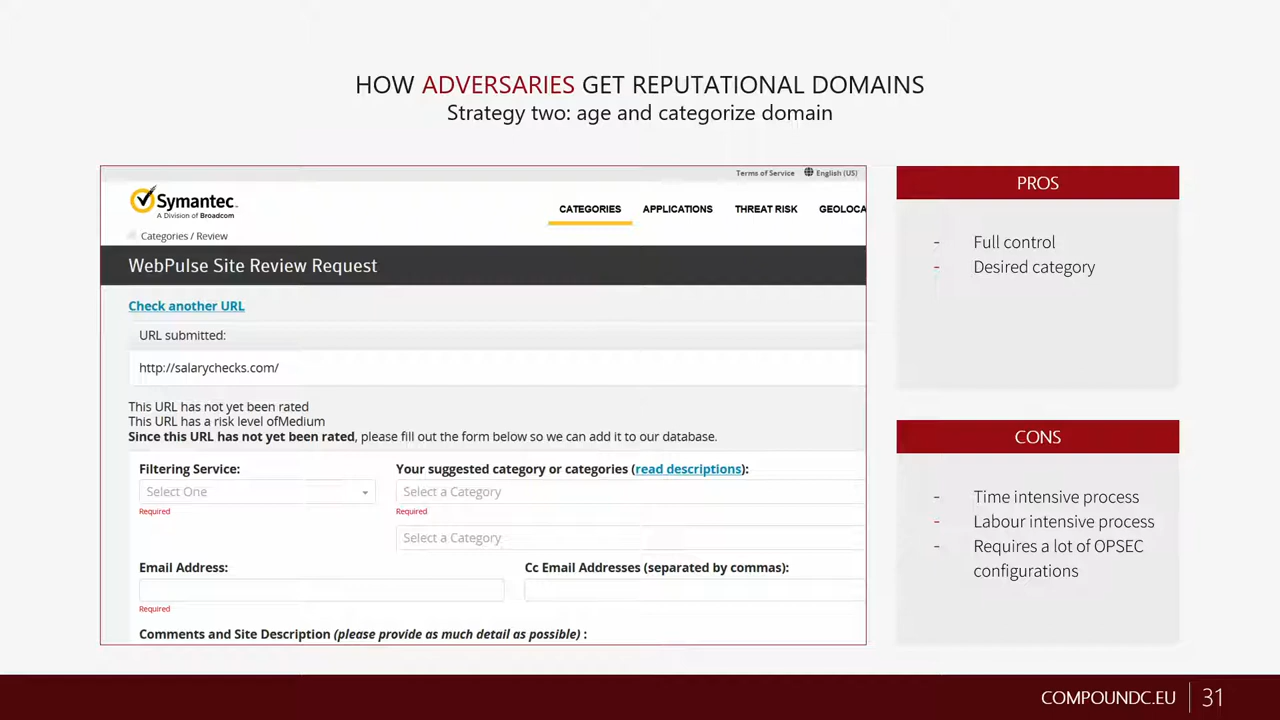 HOW ADVERSARIES GET REPUTATIONAL DOMAINS
Strategy two: age and categorize domain
Terms of Service
English (US)
Symantec
A Division of Broadcom
CATEGORIES
APPLICATIONS
THREAT RISK
GEOLOCA
Categories / Review
WebPulse Site Review Request
Check another URL
URL submitted:
http://salarychecks.com/
This URL has not yet been rated
This URL has a risk level ofMedium
Since this URL has not yet been rated, please fill out the form below so we can add it to our database.
Filtering Service:
Select One
Required
Your suggested category or categories (read descriptions):
Select a Category
Required
Select a Category
Email Address:
Required
Cc Email Addresses (separated by commas):
Comments and Site Description (please provide as much detail as possible) :
PROS
- Full control
- Desired category
CONS
- Time intensive process
- Labour intensive process
- Requires a lot of OPSEC
configurations
COMPOUNDC.EU
31